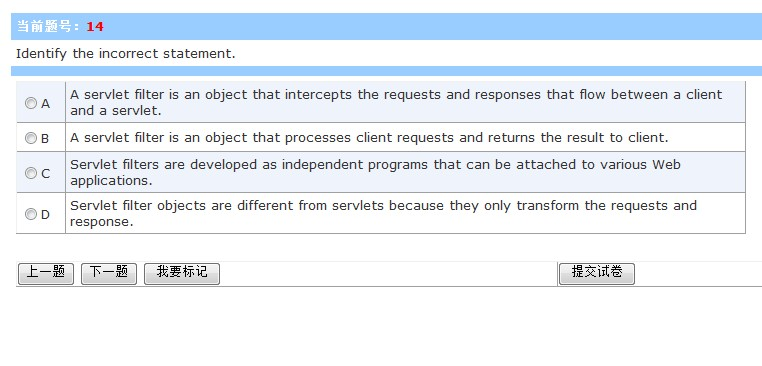 当前题号：14
Identify the incorrect statement.
A A servlet filter is an object that intercepts the requests and responses that flow between a client
and a servlet.
B A servlet filter is an object that processes client requests and returns the result to client.
C Servlet filters are developed as independent programs that can be attached to various Web
applications.
D Servlet filter objects are different from servlets because they only transform the requests and
response.
上一题 下一题 我要标记 提交试卷